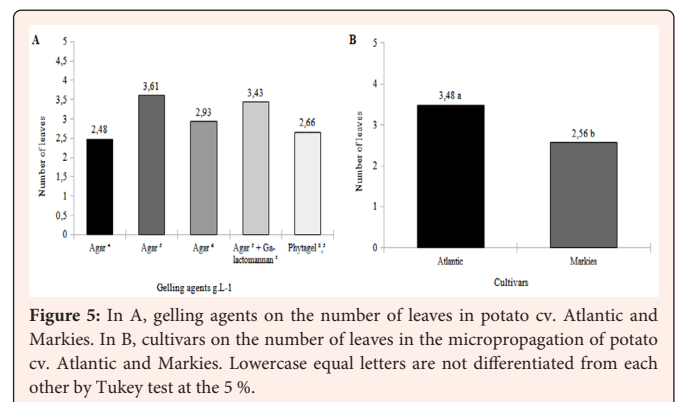 A
B
Number of leaves
5
4,5
4
3,5
3
2,5
2
1,5
1
0,5
0
2,48
3,61
2,93
3,43
2,66
Agar ⁴
Agar ⁵
Agar ⁶
Agar ² + Ga-
lactomannan ²
Phytagel ²,⁵
Gelling agents g.L-1
Number of leaves
5
4
3
2
1
0
3,48 a
2,56 b
Atlantic
Markies
Cultivars
Figure 5: In A, gelling agents on the number of leaves in potato cv. Atlantic and
Markies. In B, cultivars on the number of leaves in the micropropagation of potato
cv. Atlantic and Markies. Lowercase equal letters are not differentiated from each
other by Tukey test at the 5 %.